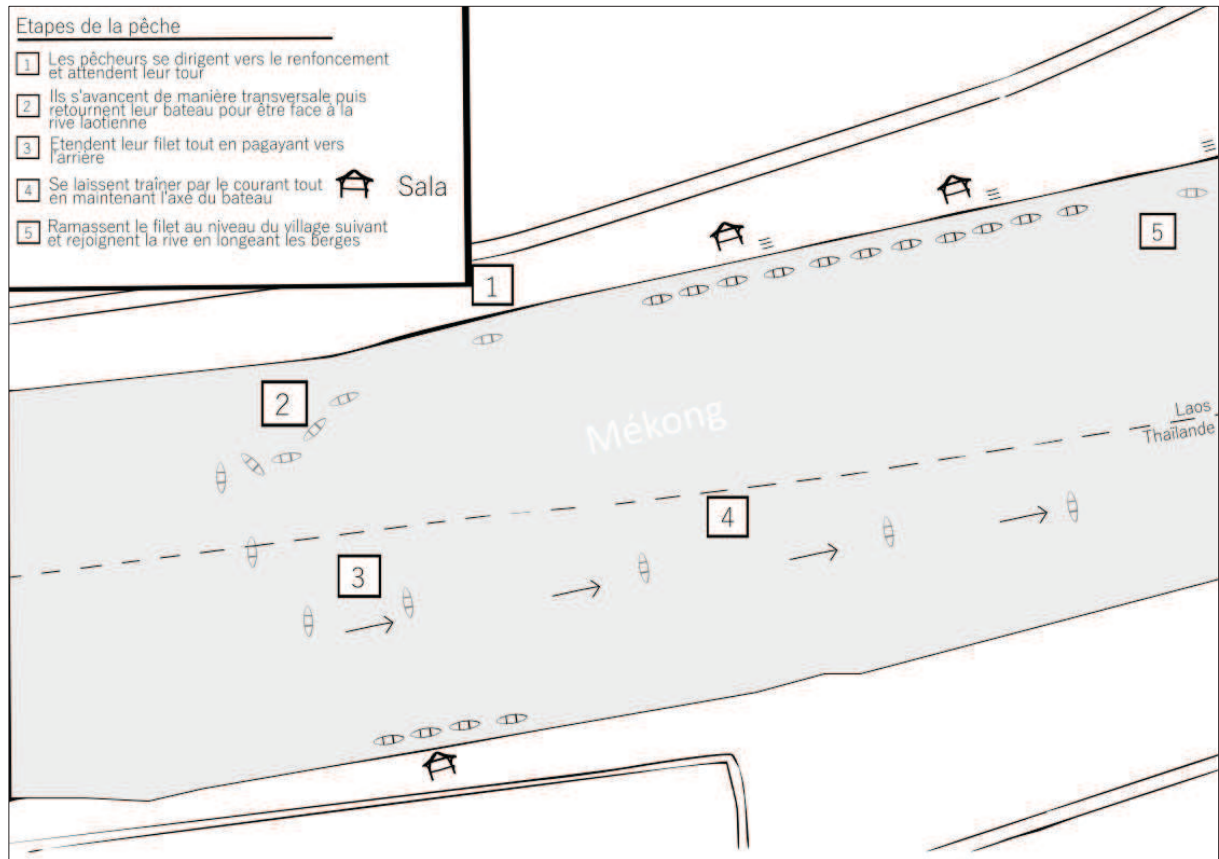 Etapes de la pêche
1 Les pêcheurs se dirigent vers le renfoncement
et attendent leur tour
2 Ils s'avancent de manière transversale puis
retournent leur bateau pour être face à la
rive laotienne
3 Etendent leur filet tout en pagayant vers
l'arrière
4 Se laissent traîner par le courant tout
en maintenant l'axe du bateau
Sala
5 Ramassent le filet au niveau du village suivant
et rejoignent la rive en longeant les berges
5
1
2
Mékong
Laos
Thaïlande
4
3